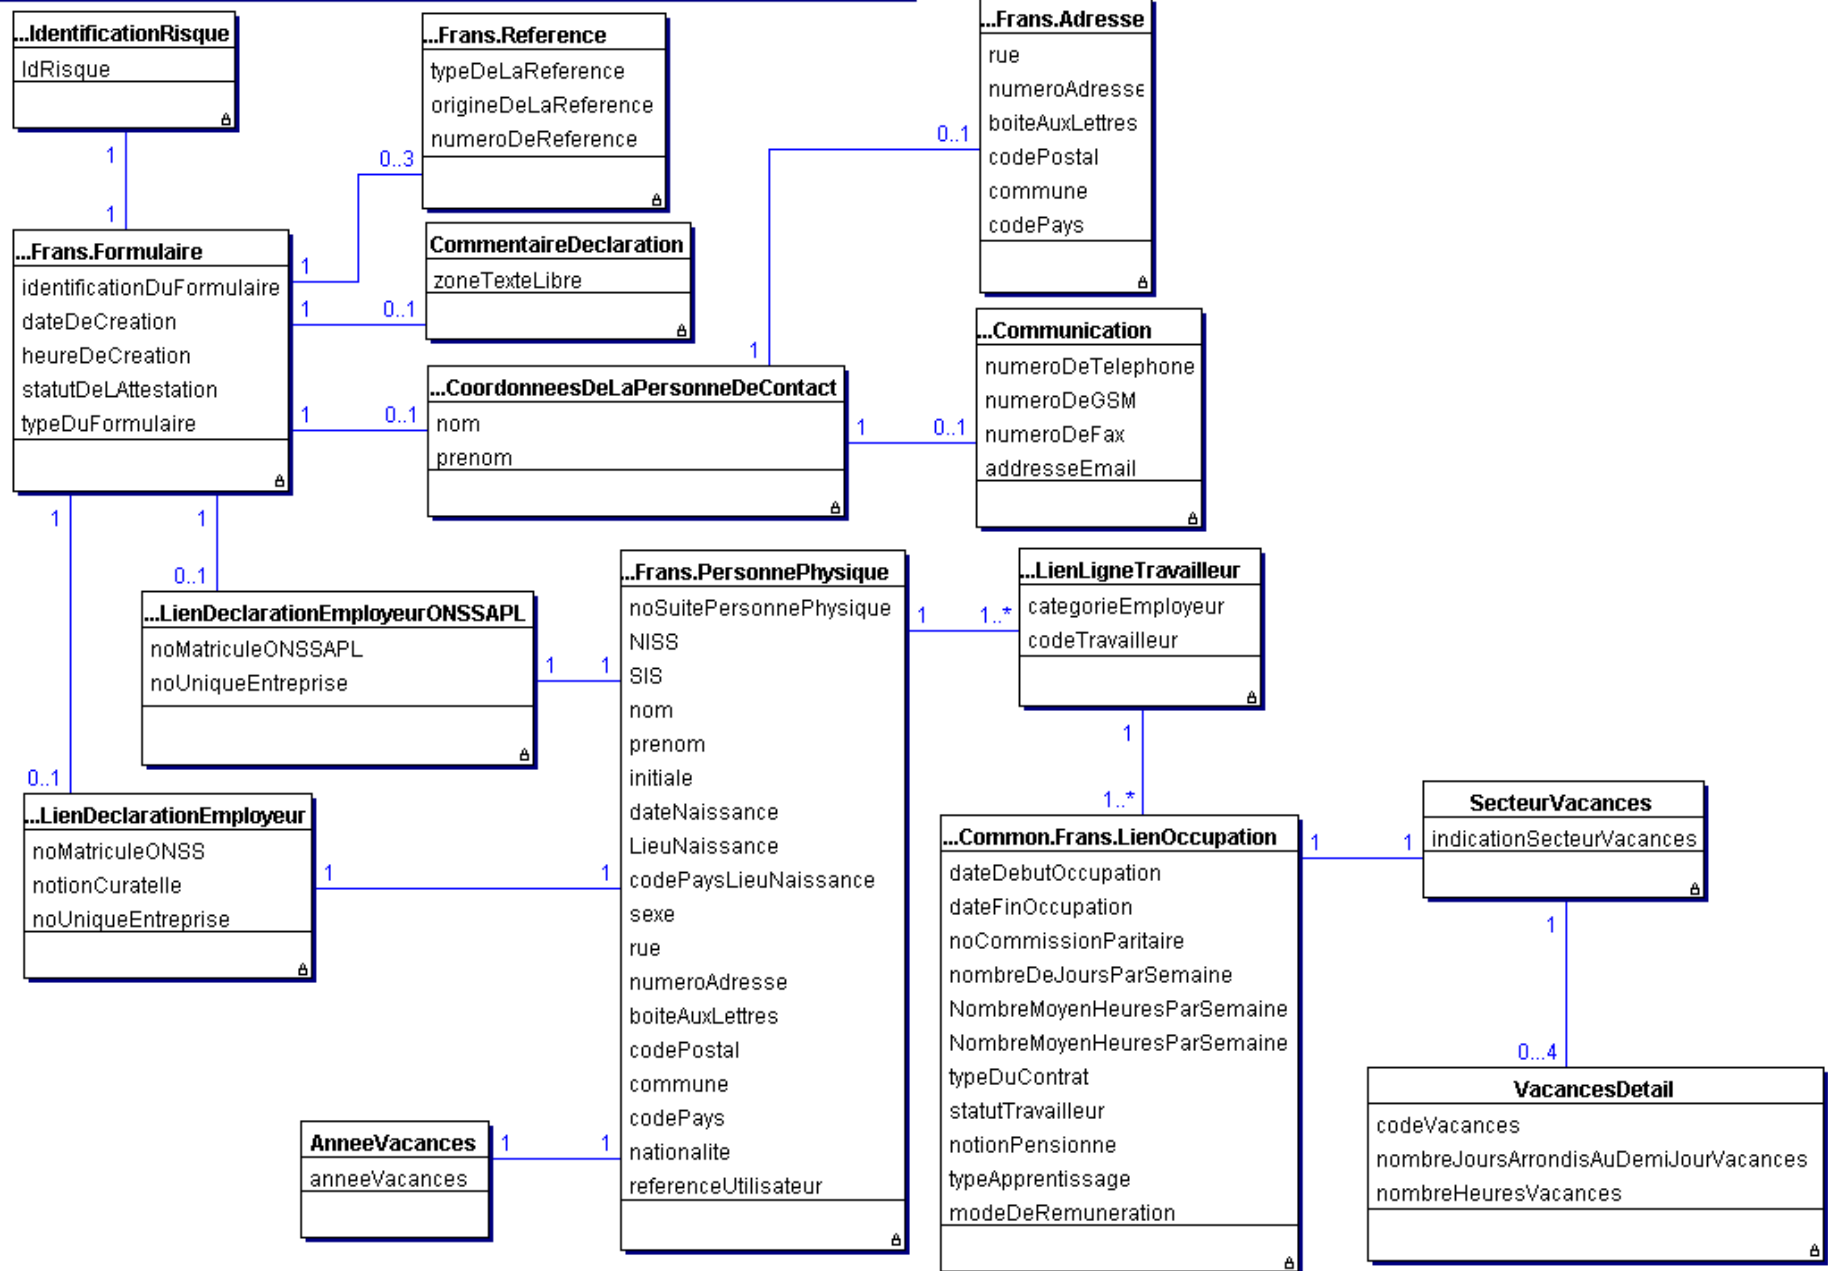 ...IdentificationRisque
IdRisque
1
1
...Frans.Reference
typeDeLaReference
origineDeLaReference
numeroDeReference
0..3
...Frans.Adresse
rue
numeroAdresse
boiteAuxLettres
codePostal
commune
codePays
0..1
...Frans.Formulaire
identificationDuFormulaire
dateDeCreation
heureDeCreation
statutDeLAttestation
typeDuFormulaire
1
1
1
CommentaireDeclaration
zoneTexteLibre
0..1
1
...CoordonneesDeLaPersonneDeContact
nom
prenom
0..1
1
0..1
...Communication
numeroDeTelephone
numeroDeGSM
numeroDeFax
addresseEmail
1
1
0..1
0..1
...LienDeclarationEmployeurONSSAPL
noMatriculeONSSAPL
noUniqueEntreprise
1
1
...LienDeclarationEmployeur
noMatriculeONSS
notionCuratelle
noUniqueEntreprise
1
1
...Frans.PersonnePhysique
noSuitePersonnePhysique
NISS
SIS
nom
prenom
initiale
dateNaissance
LieuNaissance
codePaysLieuNaissance
sexe
rue
numeroAdresse
boiteAuxLettres
codePostal
commune
codePays
nationalite
referenceUtilisateur
AnneeVacances
anneeVacances
1
1
1
1..*
...LienLigneTravailleur
categorieEmployeur
codeTravailleur
1
1..*
...Common.Frans.LienOccupation
dateDebutOccupation
dateFinOccupation
noCommissionParitaire
nombreDeJoursParSemaine
NombreMoyenHeuresParSemaine
NombreMoyenHeuresParSemaine
typeDuContrat
statutTravailleur
notionPensionne
typeApprentissage
modeDeRemuneration
1
1
SecteurVacances
indicationSecteurVacances
1
0...4
VacancesDetail
codeVacances
nombreJoursArrondisAuDemiJourVacances
nombreHeuresVacances